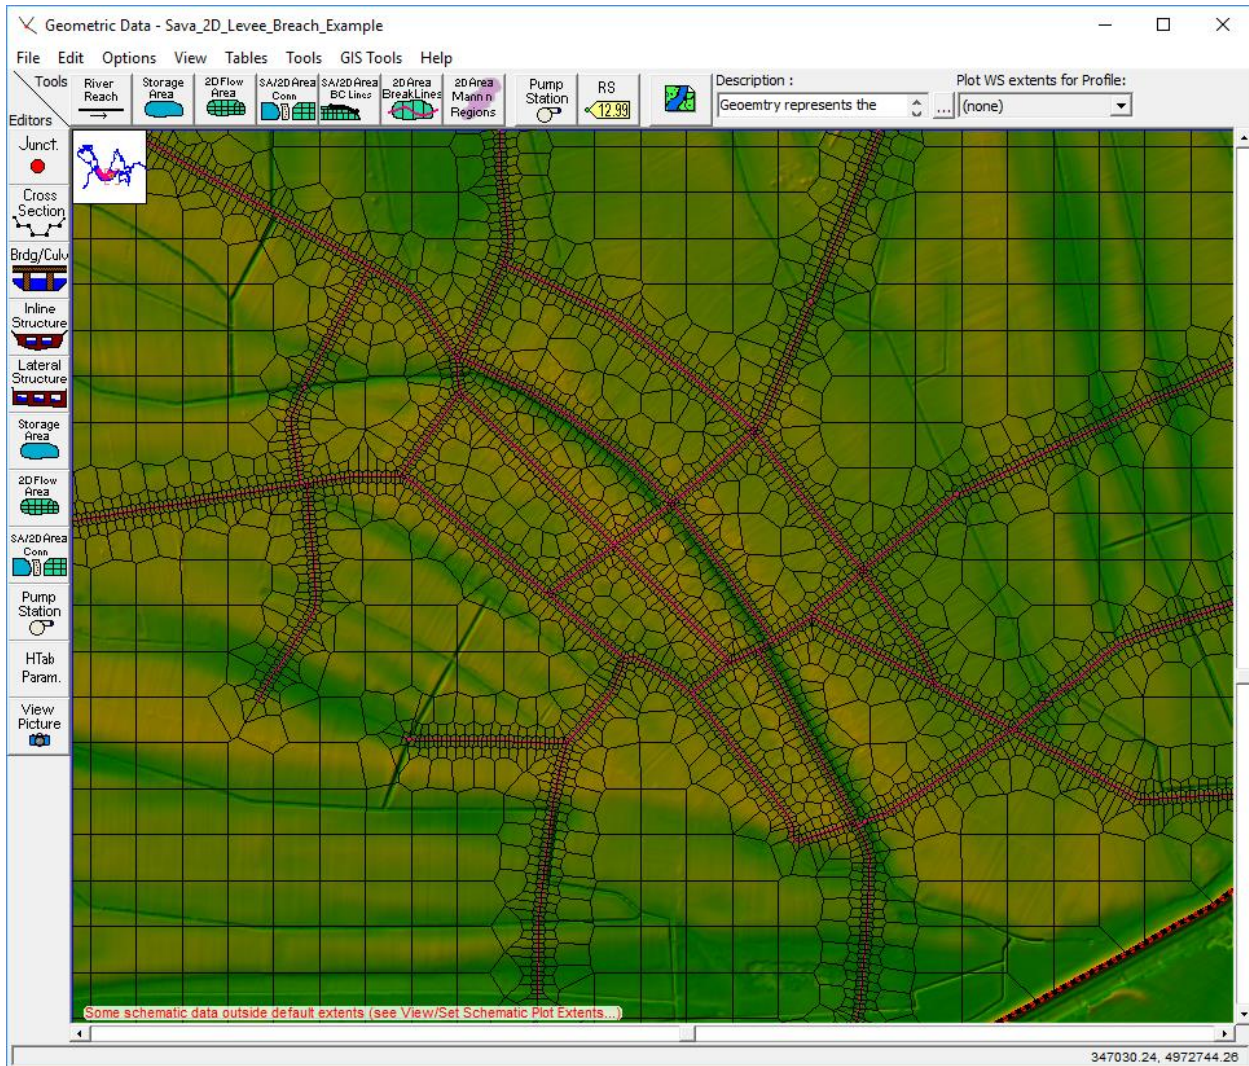 Geometric Data - Sava_2D_Levee_Breach_Example
File Edit Options View Tables Tools GIS Tools Help
Tools
Editors
River
Reach
Storage
Area
2D Flow
Area
SA/2D Area
Conn
SA/2D Area
BC Lines
2D Area
BreakLines
2D Area
Mann n
Regions
Pump
Station
RS
12.99
Description :
Geoemtry represents the
...
Plot WS extents for Profile:
(none)
Junct.
Cross
Section
Brdg/Culv
Inline
Structure
Lateral
Structure
Storage
Area
2D Flow
Area
SA/2D Area
Conn
Pump
Station
HTab
Param.
View
Picture
Some schematic data outside default extents (see View/Set Schematic Plot Extents...)
347030.24, 4972744.26